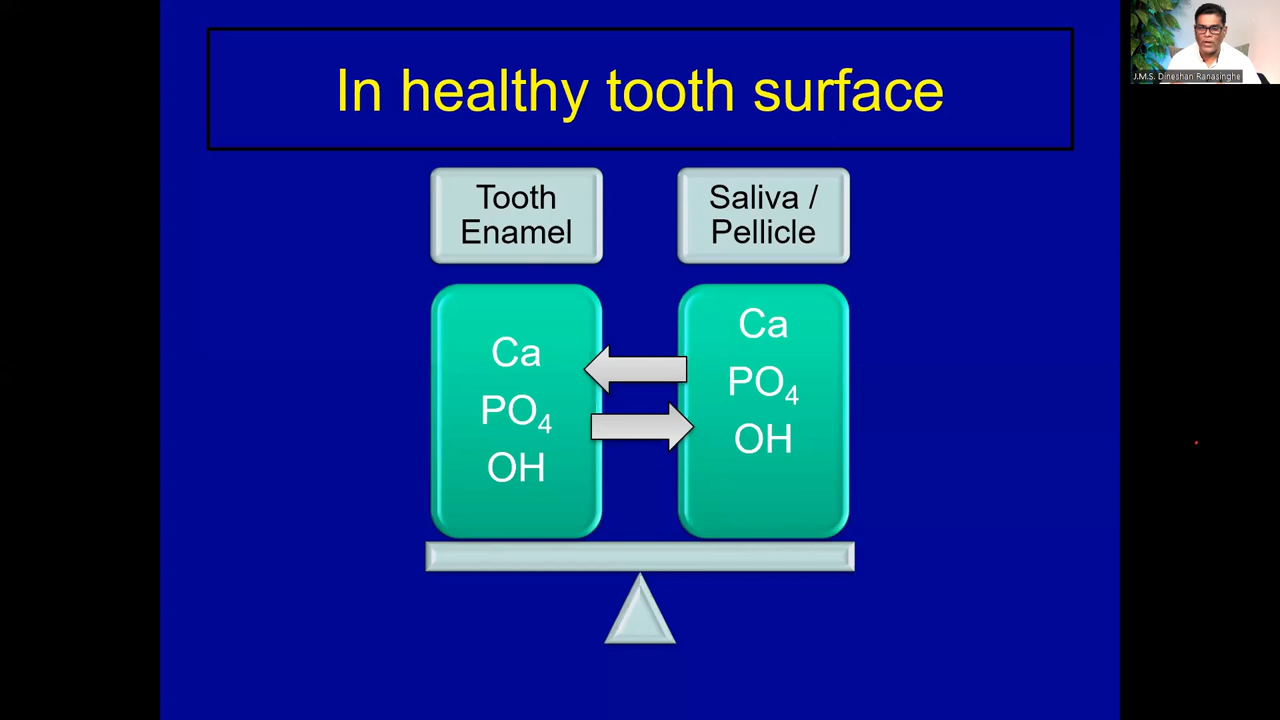 In healthy tooth surface
Tooth
Enamel
Saliva /
Pellicle
Ca
PO4
OH
Ca
PO4
OH
J.M.S. Dineshan Ranasinghe